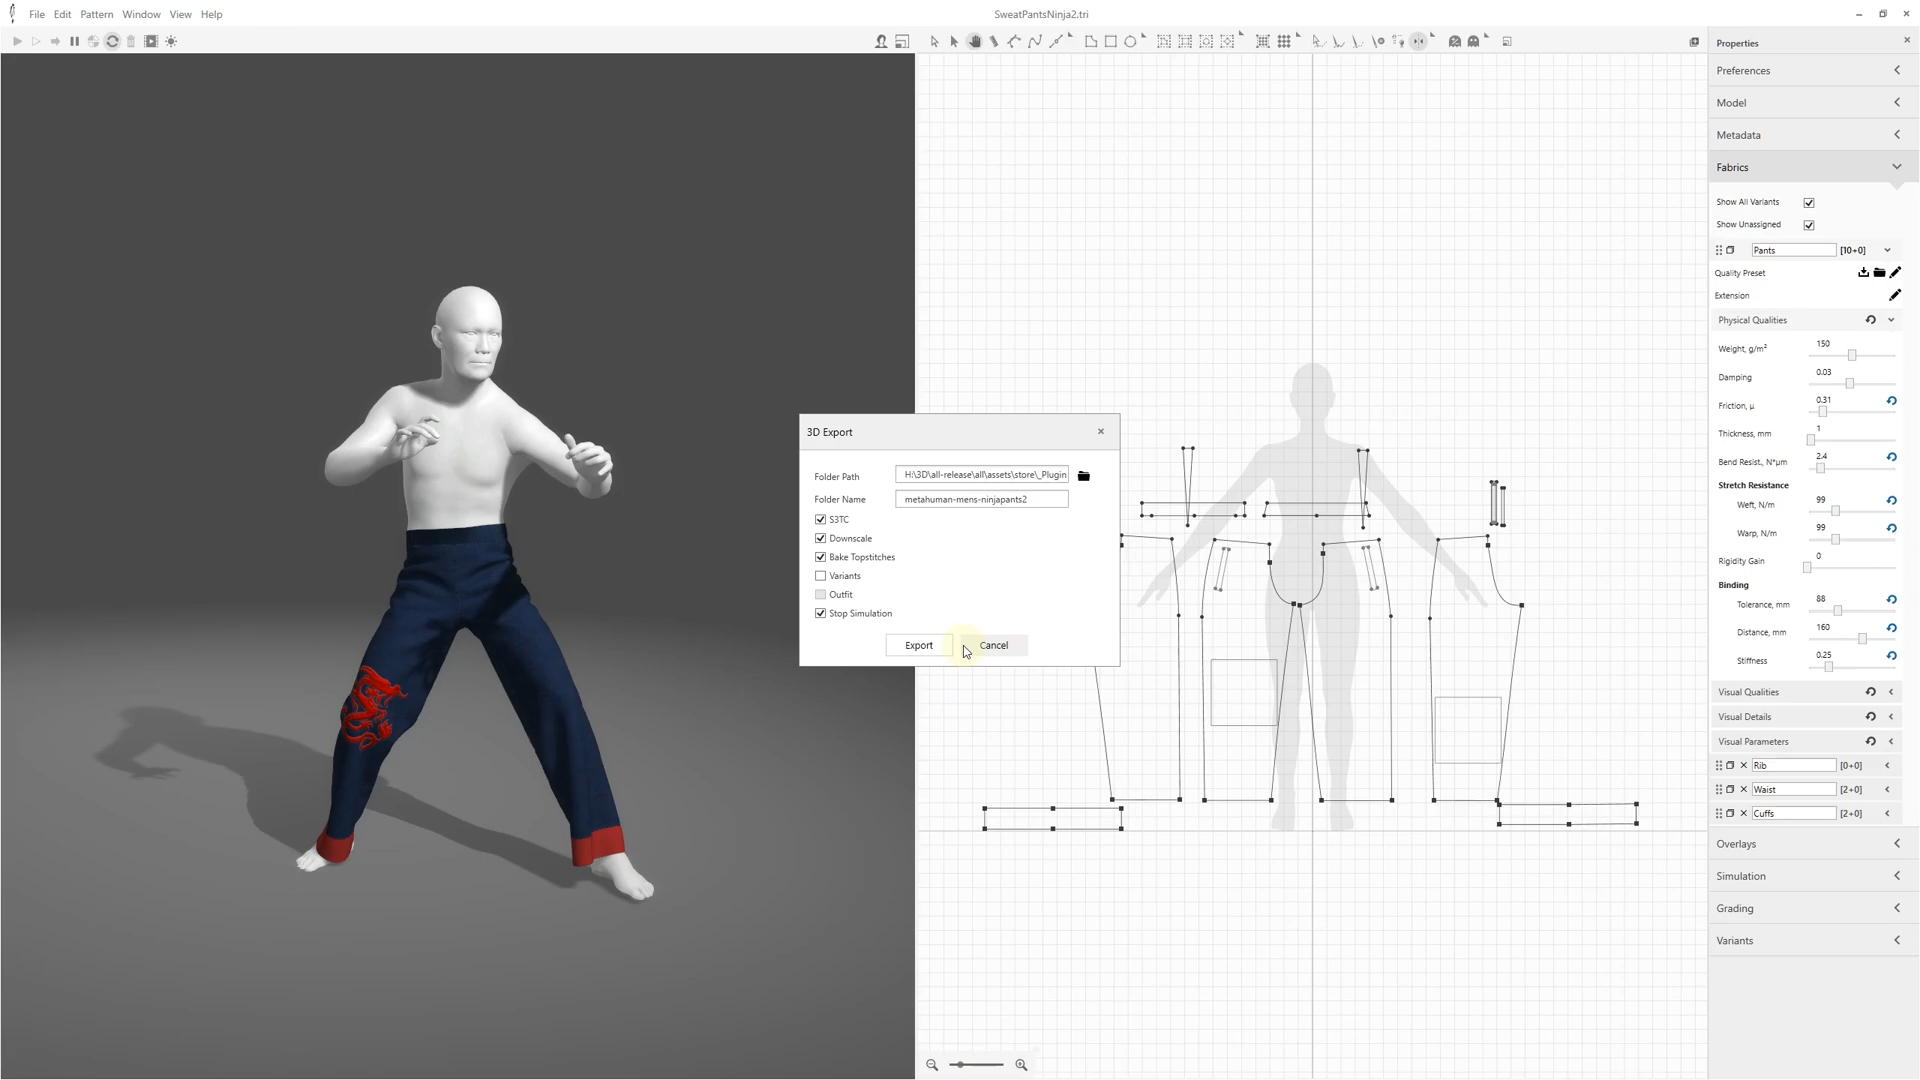 File Edit Pattern Window View Help
SweatPantsNinja2.tri
Properties
Preferences
Model
Metadata
Fabrics
Show All Variants
Show Unassigned
Pants [10+0]
Quality Preset
Extension
Physical Qualities
Weight, g/m² 150
Damping 0.03
Friction, μ 0.31
Thickness, mm 1
Bend Resist., N*μm 2.4
Stretch Resistance
Weft, N/m 99
Warp, N/m 99
Rigidity Gain 0
Binding
Tolerance, mm 88
Distance, mm 160
Stiffness 0.25
Visual Qualities
Visual Details
Visual Parameters
Rib [0+0]
Waist [2+0]
Cuffs [2+0]
Overlays
Simulation
Grading
Variants
3D Export
Folder Path H:\3D\all-release\all\assets\store\_Plugin
Folder Name metahuman-mens-ninjapants2
S3TC
Downscale
Bake Topstitches
Variants
Outfit
Stop Simulation
Export Cancel